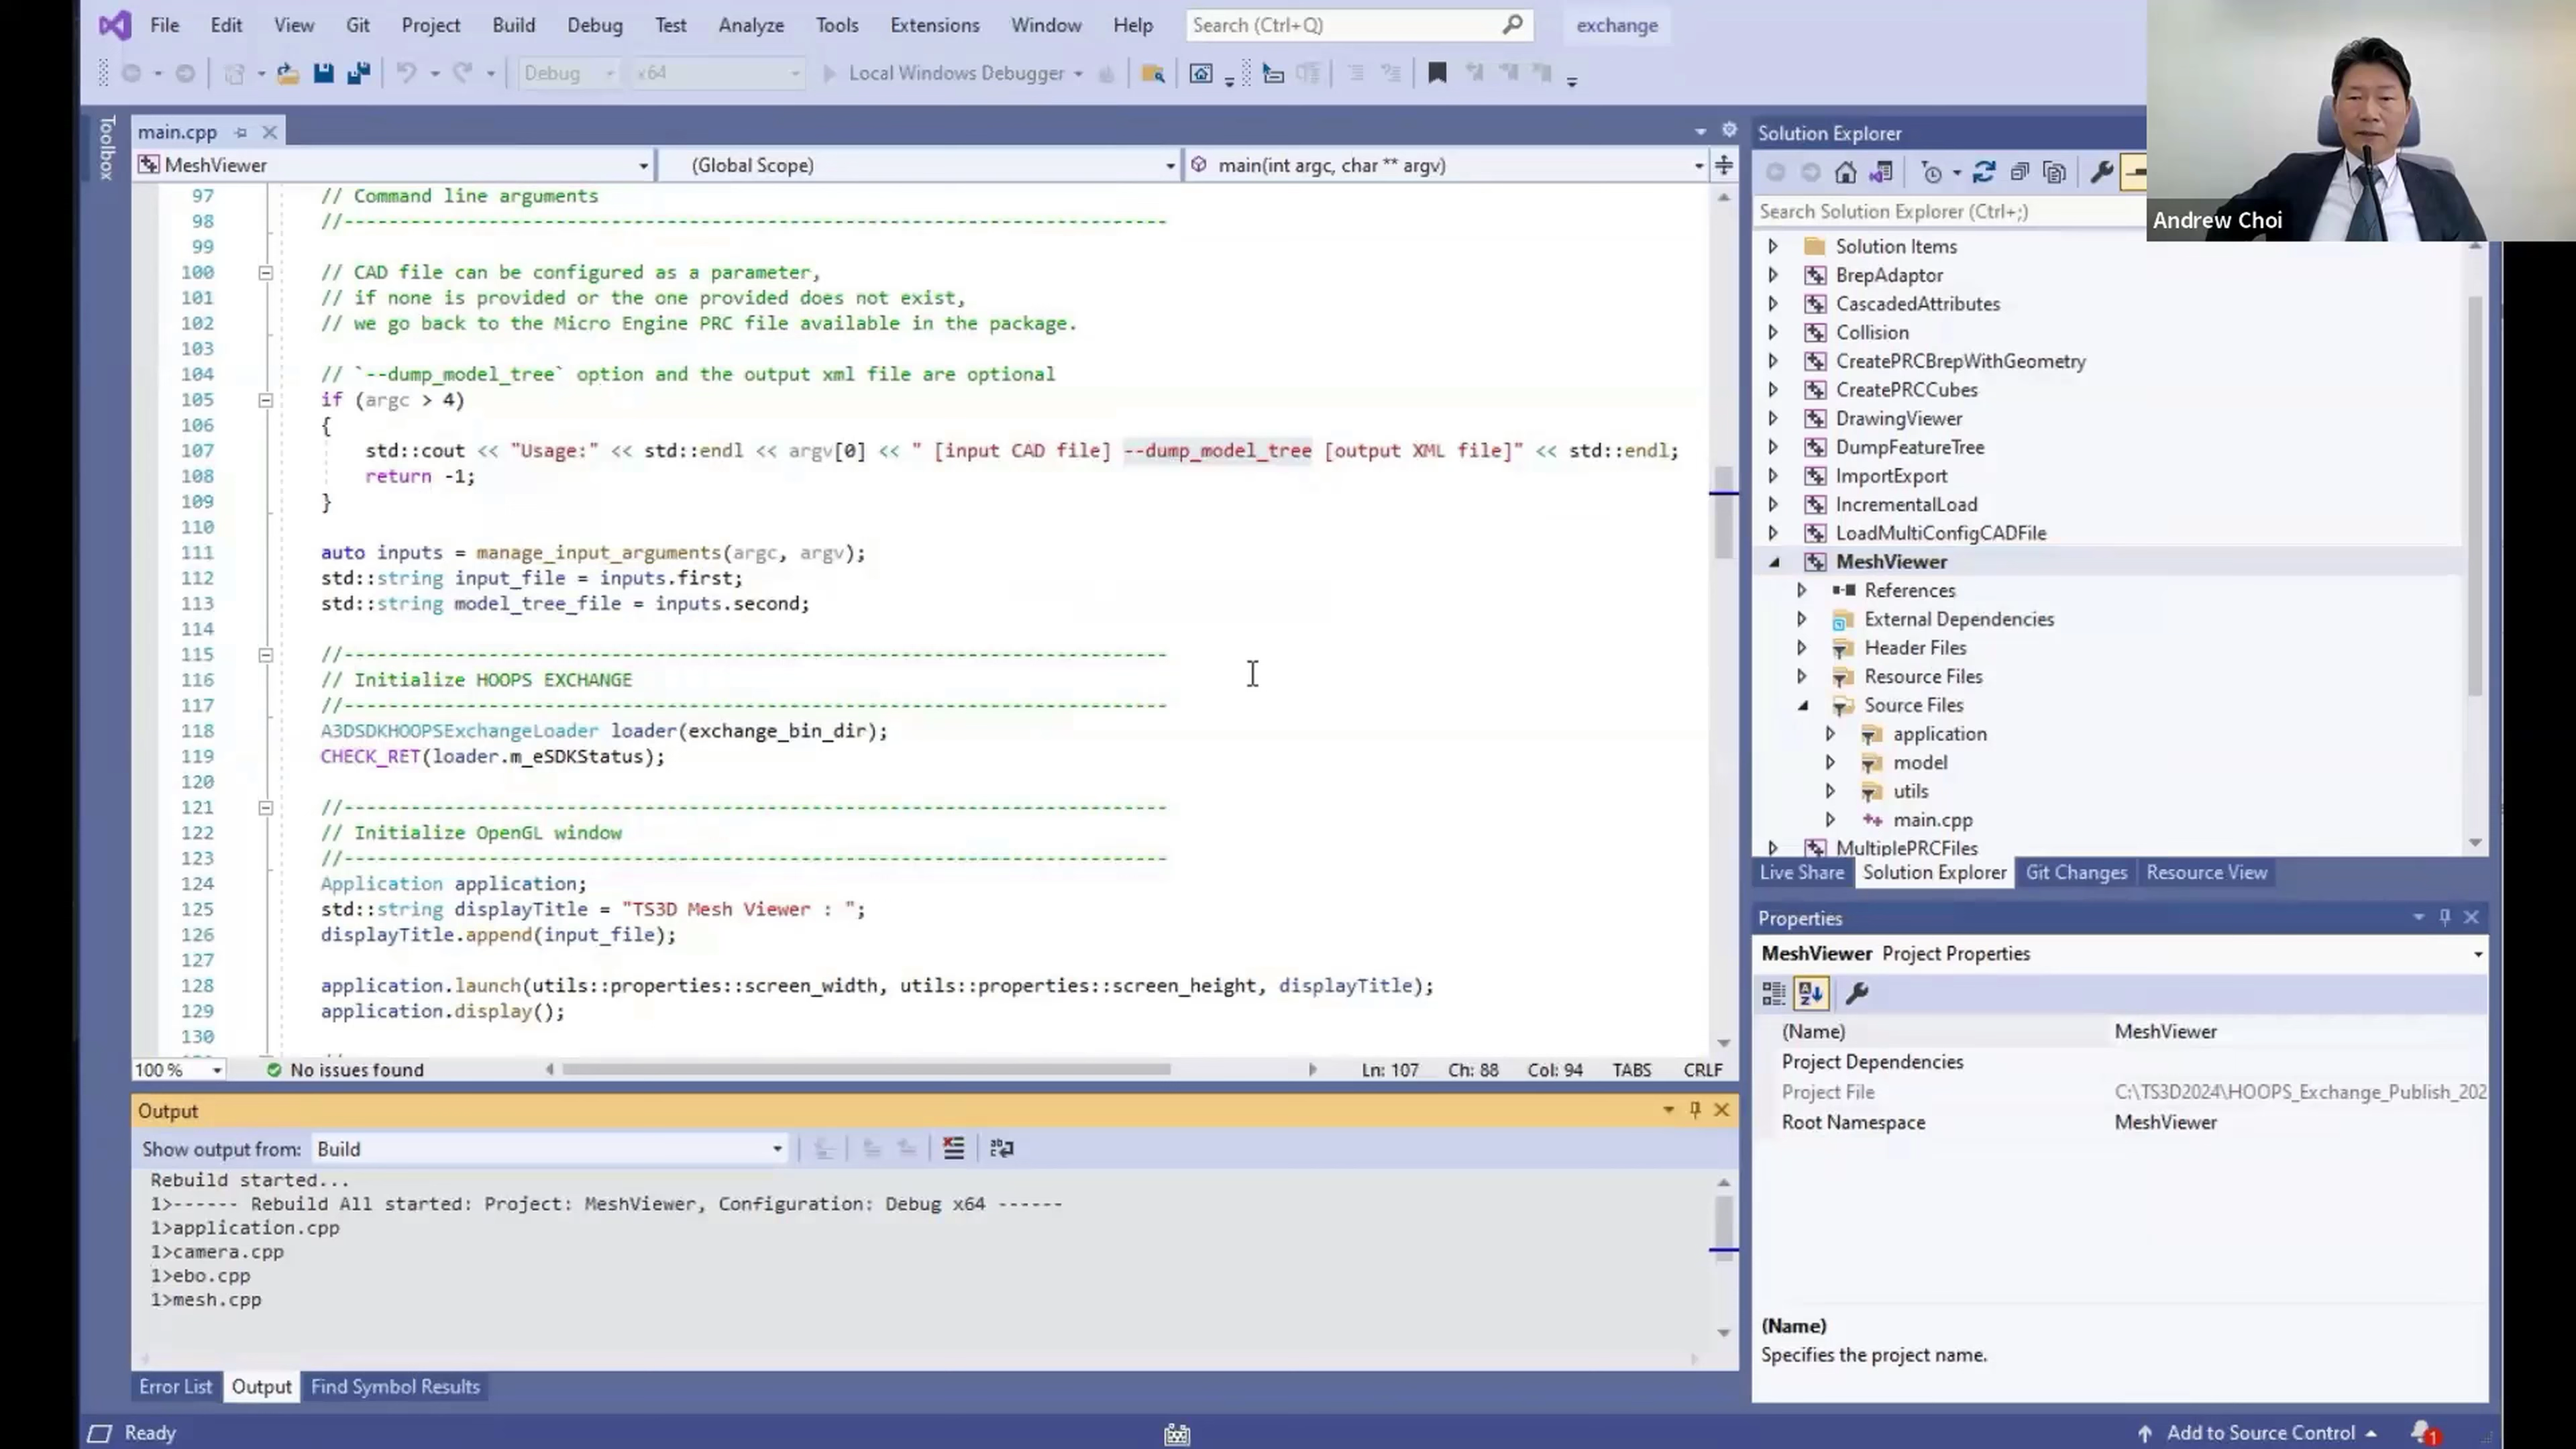 File Edit View Git Project Build Debug Test Analyze Tools Extensions Window Help Search (Ctrl+Q) exchange
Debug x64 Local Windows Debugger
Toolbox
main.cpp
MeshViewer (Global Scope) main(int argc, char ** argv)
97 // Command line arguments
98 //--------------------------------------------------------------------------
99
100 // CAD file can be configured as a parameter,
101 // if none is provided or the one provided does not exist,
102 // we go back to the Micro Engine PRC file available in the package.
103
104 // `--dump_model_tree` option and the output xml file are optional
105 if (argc > 4)
106 {
107 std::cout << "Usage:" << std::endl << argv[0] << " [input CAD file] --dump_model_tree [output XML file]" << std::endl;
108 return -1;
109 }
110
111 auto inputs = manage_input_arguments(argc, argv);
112 std::string input_file = inputs.first;
113 std::string model_tree_file = inputs.second;
114
115 //--------------------------------------------------------------------------
116 // Initialize HOOPS EXCHANGE
117 //--------------------------------------------------------------------------
118 A3DSDKHOOPSExchangeLoader loader(exchange_bin_dir);
119 CHECK_RET(loader.m_eSDKStatus);
120
121 //--------------------------------------------------------------------------
122 // Initialize OpenGL window
123 //--------------------------------------------------------------------------
124 Application application;
125 std::string displayTitle = "TS3D Mesh Viewer : ";
126 displayTitle.append(input_file);
127
128 application.launch(utils::properties::screen_width, utils::properties::screen_height, displayTitle);
129 application.display();
130
100 % No issues found Ln: 107 Ch: 88 Col: 94 TABS CRLF
Output
Show output from: Build
Rebuild started...
1>------ Rebuild All started: Project: MeshViewer, Configuration: Debug x64 ------
1>application.cpp
1>camera.cpp
1>ebo.cpp
1>mesh.cpp
Error List Output Find Symbol Results
Ready
Andrew Choi
Solution Explorer
Search Solution Explorer (Ctrl+;)
Solution Items
BrepAdaptor
CascadedAttributes
Collision
CreatePRCBrepWithGeometry
CreatePRCCubes
DrawingViewer
DumpFeatureTree
ImportExport
IncrementalLoad
LoadMultiConfigCADFile
MeshViewer
References
External Dependencies
Header Files
Resource Files
Source Files
application
model
utils
main.cpp
MultiplePRCFiles
Live Share Solution Explorer Git Changes Resource View
Properties
MeshViewer Project Properties
(Name) MeshViewer
Project Dependencies
Project File C:\TS3D2024\HOOPS_Exchange_Publish_202
Root Namespace MeshViewer
(Name)
Specifies the project name.
Add to Source Control 1